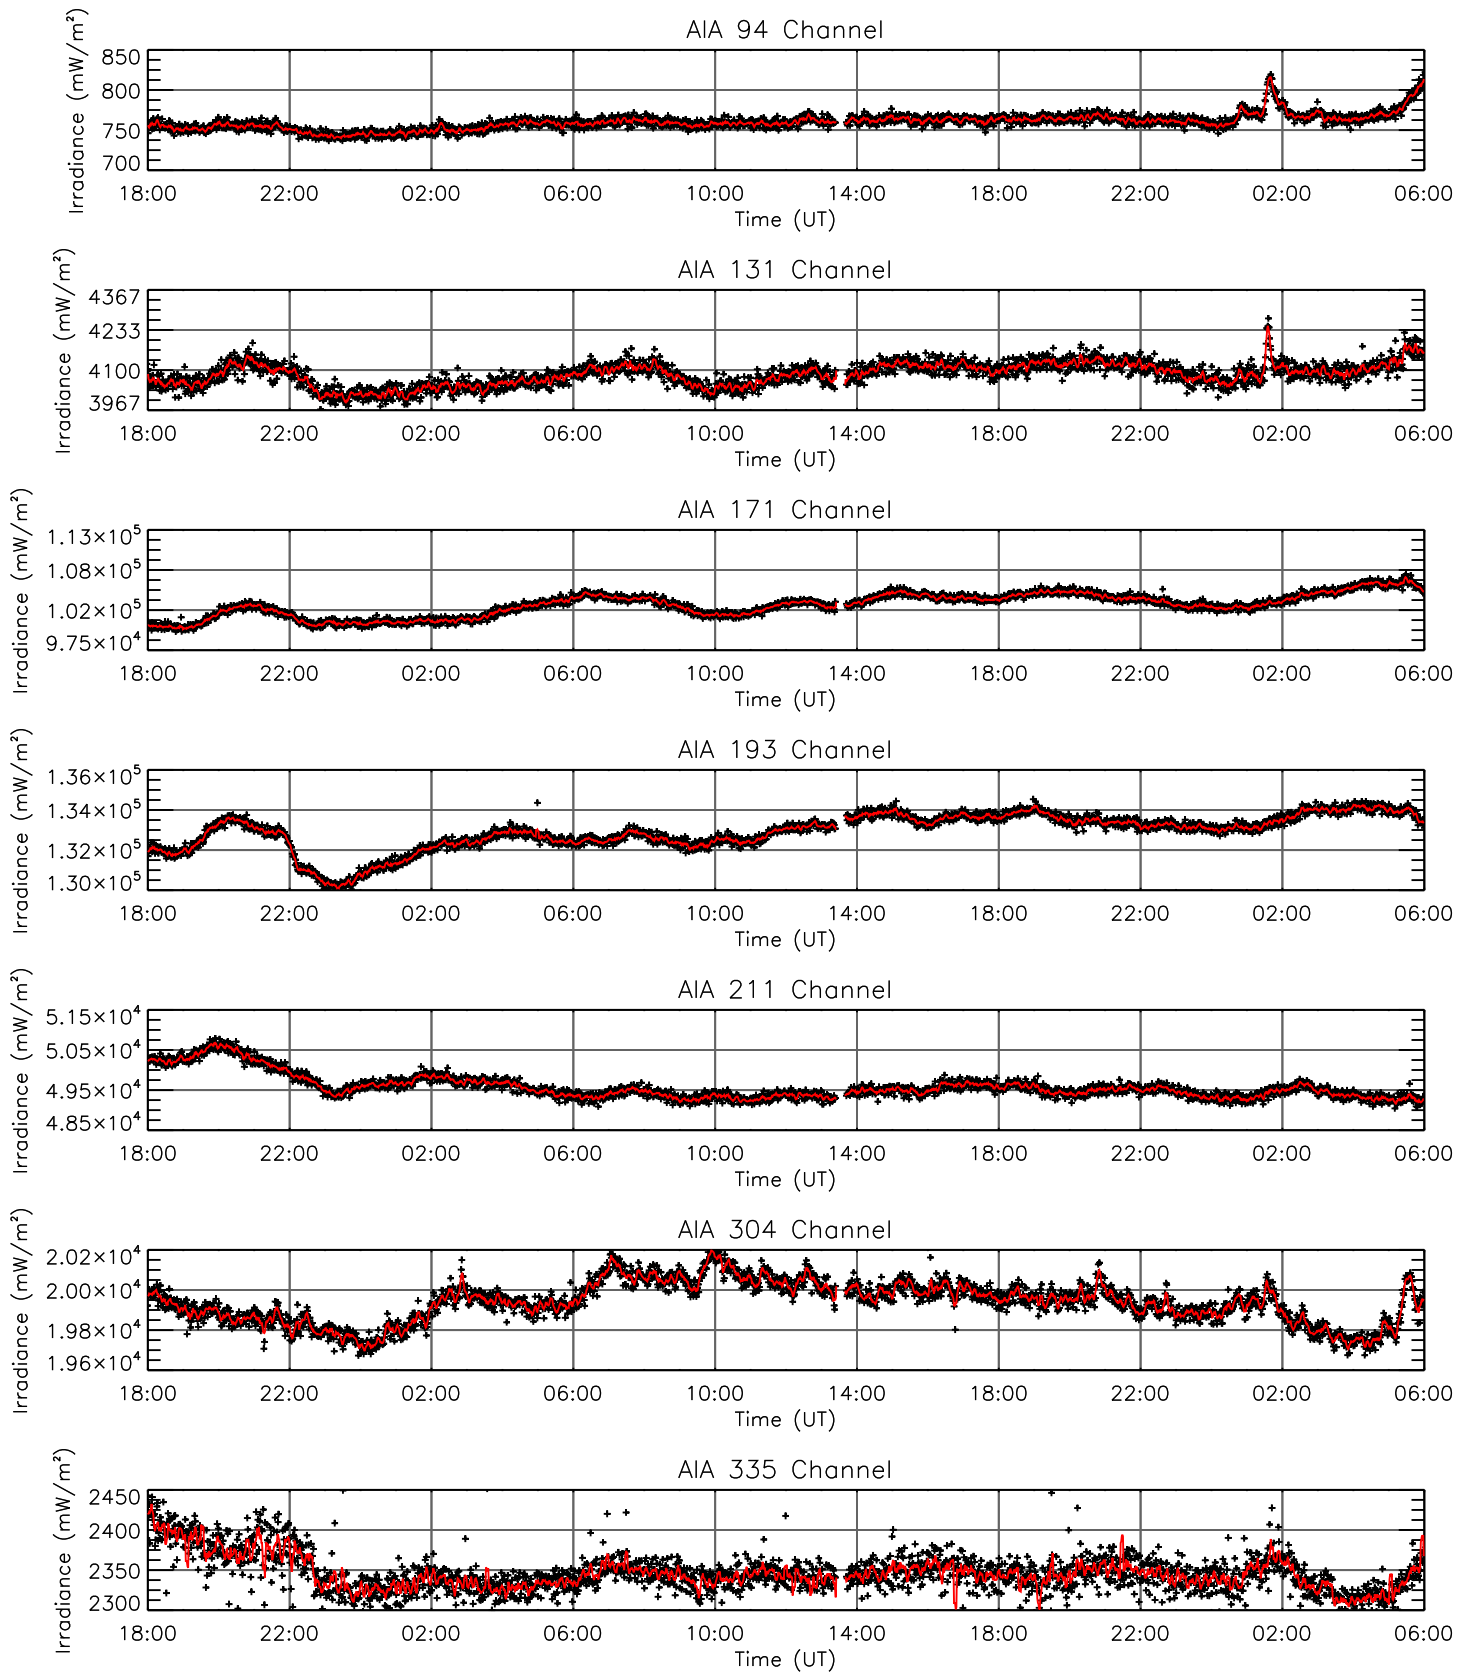 AIA 94 Channel
Irradiance (mW/m²)
850
800
750
700
18:00 22:00 02:00 06:00 10:00 14:00 18:00 22:00 02:00 06:00
Time (UT)
AIA 131 Channel
Irradiance (mW/m²)
4367
4233
4100
3967
18:00 22:00 02:00 06:00 10:00 14:00 18:00 22:00 02:00 06:00
Time (UT)
AIA 171 Channel
Irradiance (mW/m²)
1.13×10⁵
1.08×10⁵
1.02×10⁵
9.75×10⁴
18:00 22:00 02:00 06:00 10:00 14:00 18:00 22:00 02:00 06:00
Time (UT)
AIA 193 Channel
Irradiance (mW/m²)
1.36×10⁵
1.34×10⁵
1.32×10⁵
1.30×10⁵
18:00 22:00 02:00 06:00 10:00 14:00 18:00 22:00 02:00 06:00
Time (UT)
AIA 211 Channel
Irradiance (mW/m²)
5.15×10⁴
5.05×10⁴
4.95×10⁴
4.85×10⁴
18:00 22:00 02:00 06:00 10:00 14:00 18:00 22:00 02:00 06:00
Time (UT)
AIA 304 Channel
Irradiance (mW/m²)
2.02×10⁴
2.00×10⁴
1.98×10⁴
1.96×10⁴
18:00 22:00 02:00 06:00 10:00 14:00 18:00 22:00 02:00 06:00
Time (UT)
AIA 335 Channel
Irradiance (mW/m²)
2450
2400
2350
2300
18:00 22:00 02:00 06:00 10:00 14:00 18:00 22:00 02:00 06:00
Time (UT)